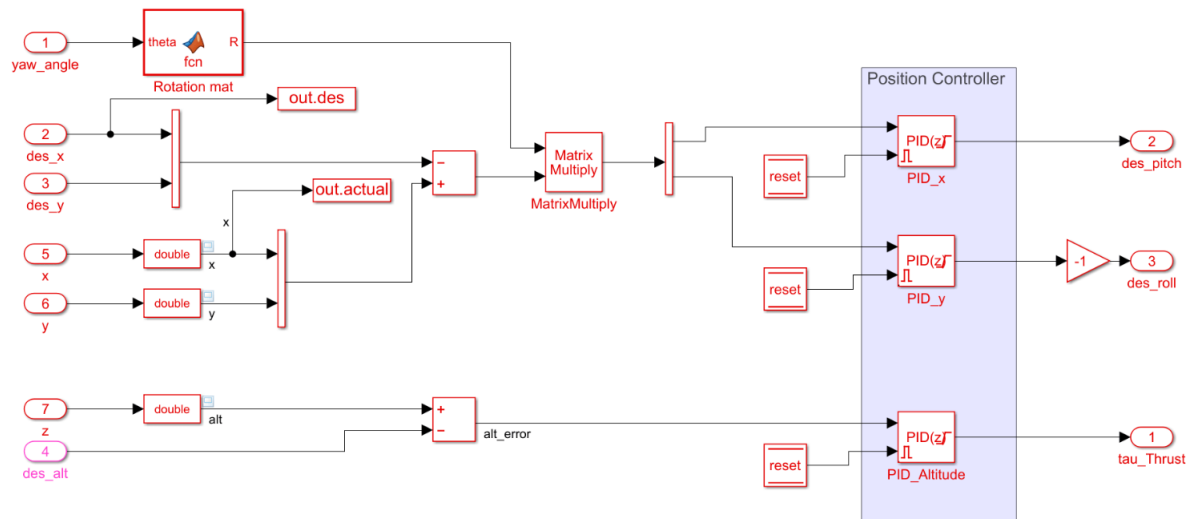 1
yaw_angle
theta
R
fcn
Rotation mat
out.des
2
des_x
3
des_y
−
+
out.actual
x
5
x
double
x
6
y
double
y
Matrix
Multiply
MatrixMultiply
Position Controller
reset
PID(z)
PID_x
2
des_pitch
reset
PID(z)
PID_y
-1
3
des_roll
7
z
double
alt
4
des_alt
+
−
alt_error
reset
PID(z)
PID_Altitude
1
tau_Thrust